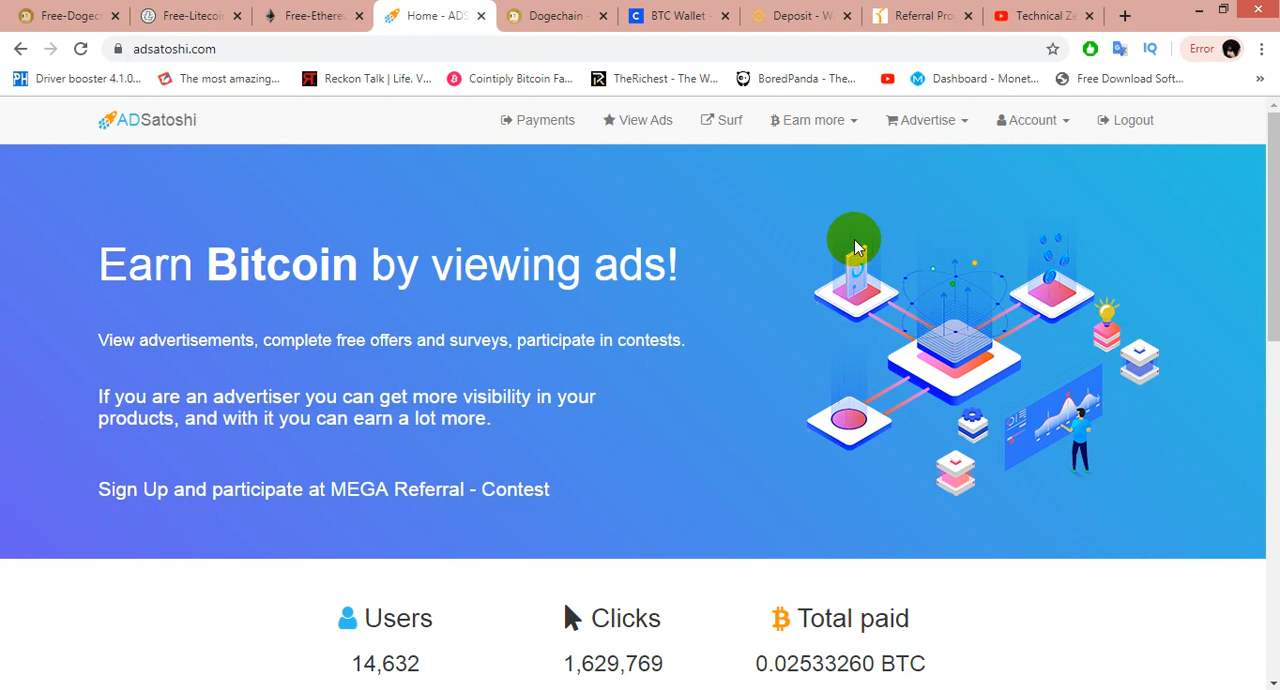 Free-Dogec
Free-Litecoin
Free-Ethere
Home - ADS
Dogechain -
BTC Wallet -
Deposit - W
Referral Pro
Technical Ze
adsatoshi.com
Error
Driver booster 4.1.0...
The most amazing...
Reckon Talk | Life. V...
Cointiply Bitcoin Fa...
TheRichest - The W...
BoredPanda - The...
Dashboard - Monet...
Free Download Soft...
»
ADSatoshi
Payments
View Ads
Surf
Earn more
Advertise
Account
Logout
Earn Bitcoin by viewing ads!
View advertisements, complete free offers and surveys, participate in contests.
If you are an advertiser you can get more visibility in your
products, and with it you can earn a lot more.
Sign Up and participate at MEGA Referral - Contest
Users
Clicks
Total paid
14,632
1,629,769
0.02533260 BTC